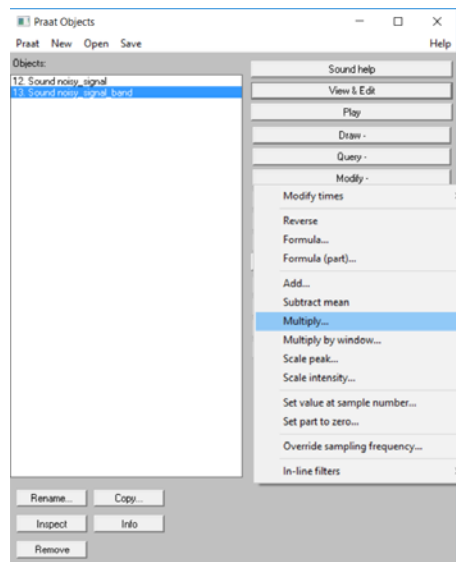 Praat Objects
Praat New Open Save Help
Objects:
12. Sound noisy_signal
13. Sound noisy_signal_band
Sound help
View & Edit
Play
Draw -
Query -
Modify -
Modify times
Reverse
Formula...
Formula (part)...
Add...
Subtract mean
Multiply...
Multiply by window...
Scale peak...
Scale intensity...
Set value at sample number...
Set part to zero...
Override sampling frequency...
In-line filters
Rename... Copy...
Inspect Info
Remove